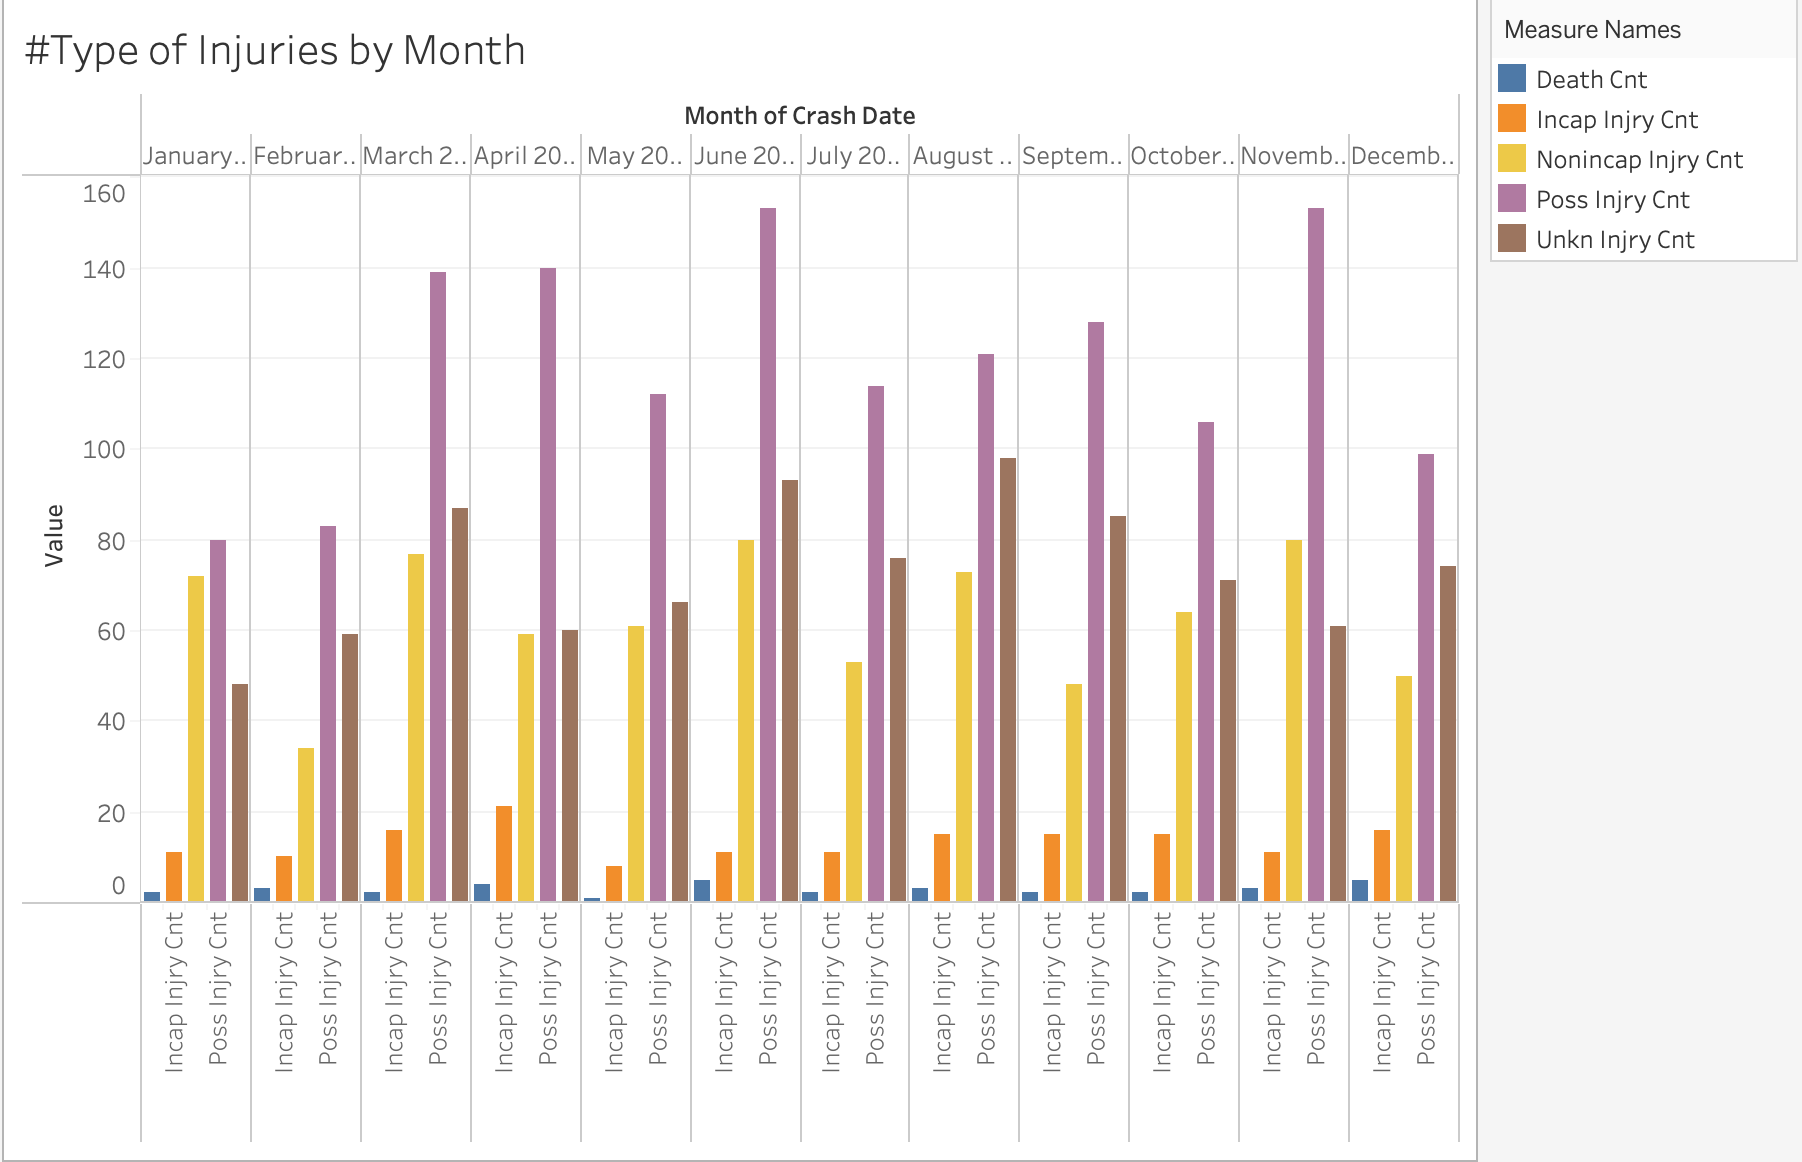 #Type of Injuries by Month
Month of Crash Date
January.. Februar.. March 2.. April 20.. May 20.. June 20.. July 20.. August .. Septem.. October.. Novemb.. Decemb..
160
140
120
100
80
60
40
20
0
Value
Incap Injry Cnt
Poss Injry Cnt
Incap Injry Cnt
Poss Injry Cnt
Incap Injry Cnt
Poss Injry Cnt
Incap Injry Cnt
Poss Injry Cnt
Incap Injry Cnt
Poss Injry Cnt
Incap Injry Cnt
Poss Injry Cnt
Incap Injry Cnt
Poss Injry Cnt
Incap Injry Cnt
Poss Injry Cnt
Incap Injry Cnt
Poss Injry Cnt
Incap Injry Cnt
Poss Injry Cnt
Incap Injry Cnt
Poss Injry Cnt
Incap Injry Cnt
Poss Injry Cnt
Measure Names
Death Cnt
Incap Injry Cnt
Nonincap Injry Cnt
Poss Injry Cnt
Unkn Injry Cnt